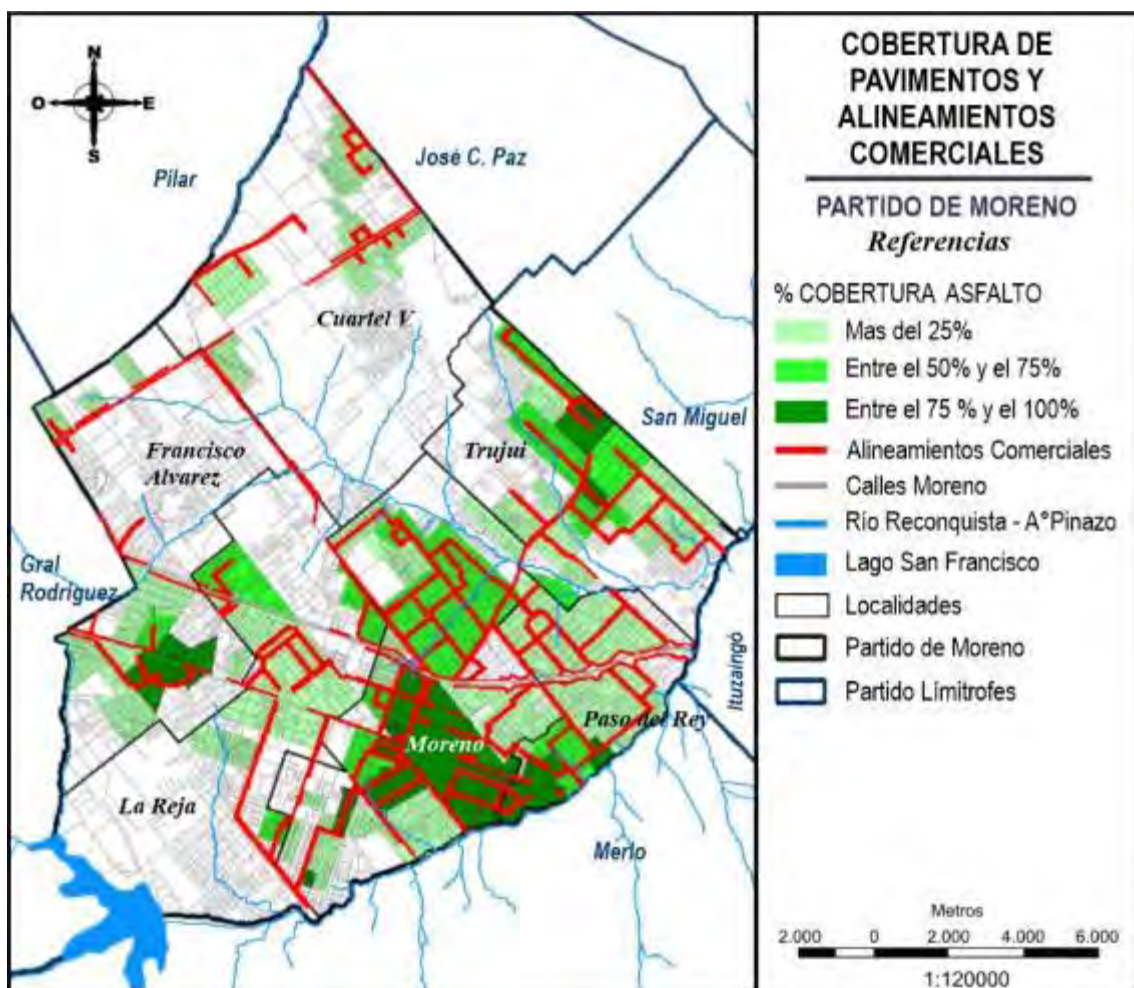 N
O E
S
Pilar
José C. Paz
Cuartel V
San Miguel
Francisco
Alvarez
Trujui
Gral
Rodríguez
Ituzaingó
Paso del Rey
Moreno
La Reja
Merlo
COBERTURA DE
PAVIMENTOS Y
ALINEAMIENTOS
COMERCIALES
PARTIDO DE MORENO
Referencias
% COBERTURA ASFALTO
Mas del 25%
Entre el 50% y el 75%
Entre el 75 % y el 100%
Alineamientos Comerciales
Calles Moreno
Río Reconquista - A°Pinazo
Lago San Francisco
Localidades
Partido de Moreno
Partido Límitrofes
Metros
2.000 0 2.000 4.000 6.000
1:120000